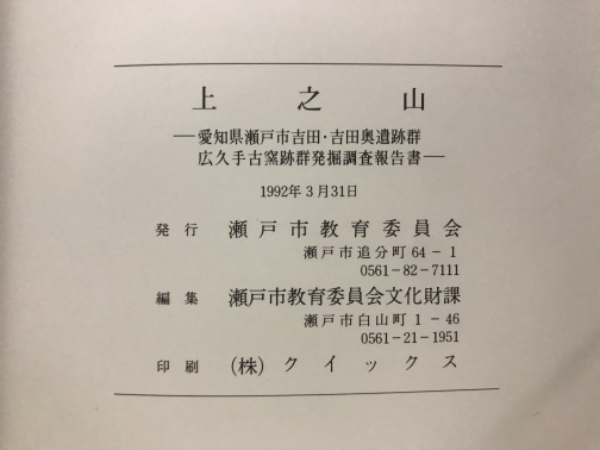 上之山
―愛知県瀬戸市吉田・吉田奥遺跡群
広久手古窯跡群発掘調査報告書―
1992年3月31日
発行 瀬戸市教育委員会
瀬戸市追分町64－1
0561－82－7111
編集 瀬戸市教育委員会文化財課
瀬戸市白山町1－46
0561－21－1951
印刷 (株)クイックス